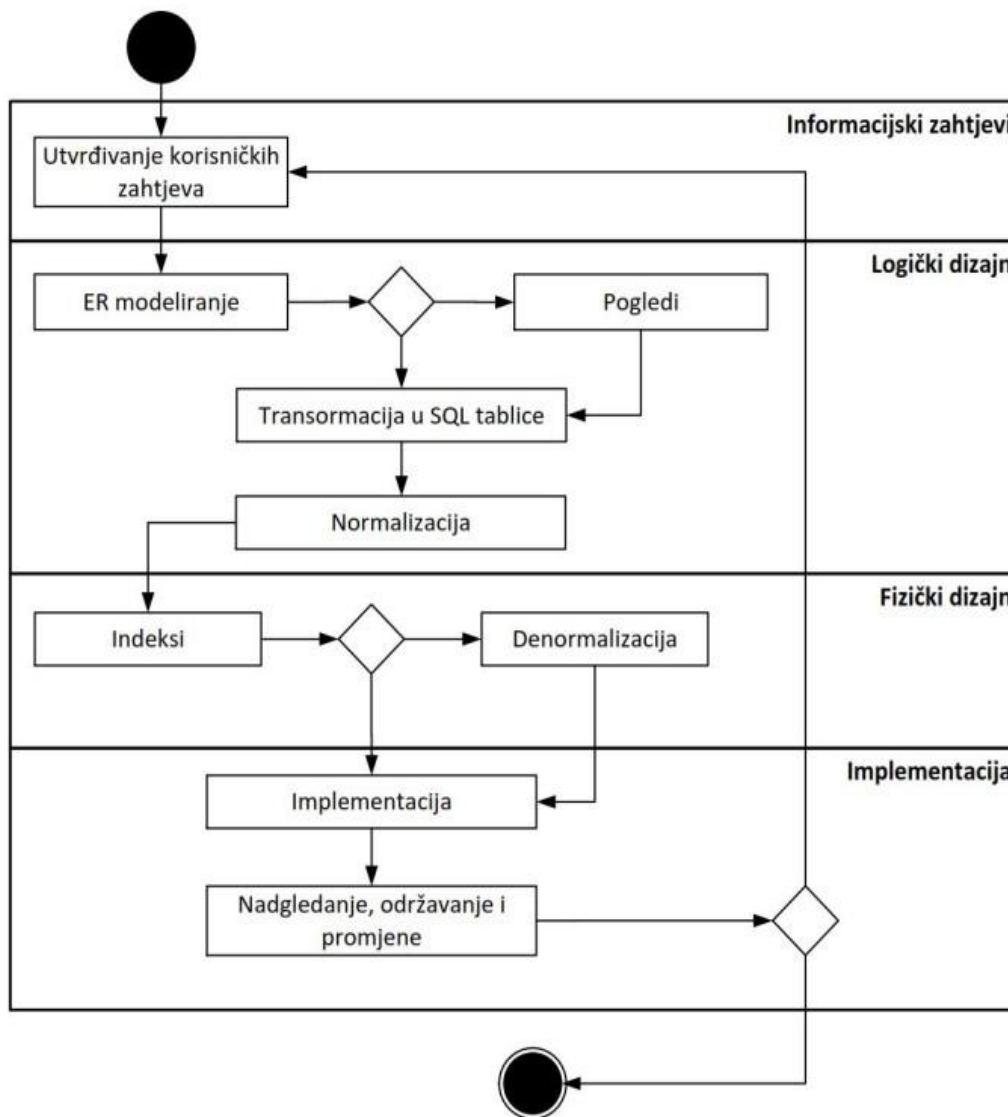 Informacijski zahtjevi
Utvrđivanje korisničkih
zahtjeva
Logički dizajn
ER modeliranje
Pogledi
Transormacija u SQL tablice
Normalizacija
Fizički dizajn
Indeksi
Denormalizacija
Implementacija
Implementacija
Nadgledanje, održavanje i
promjene